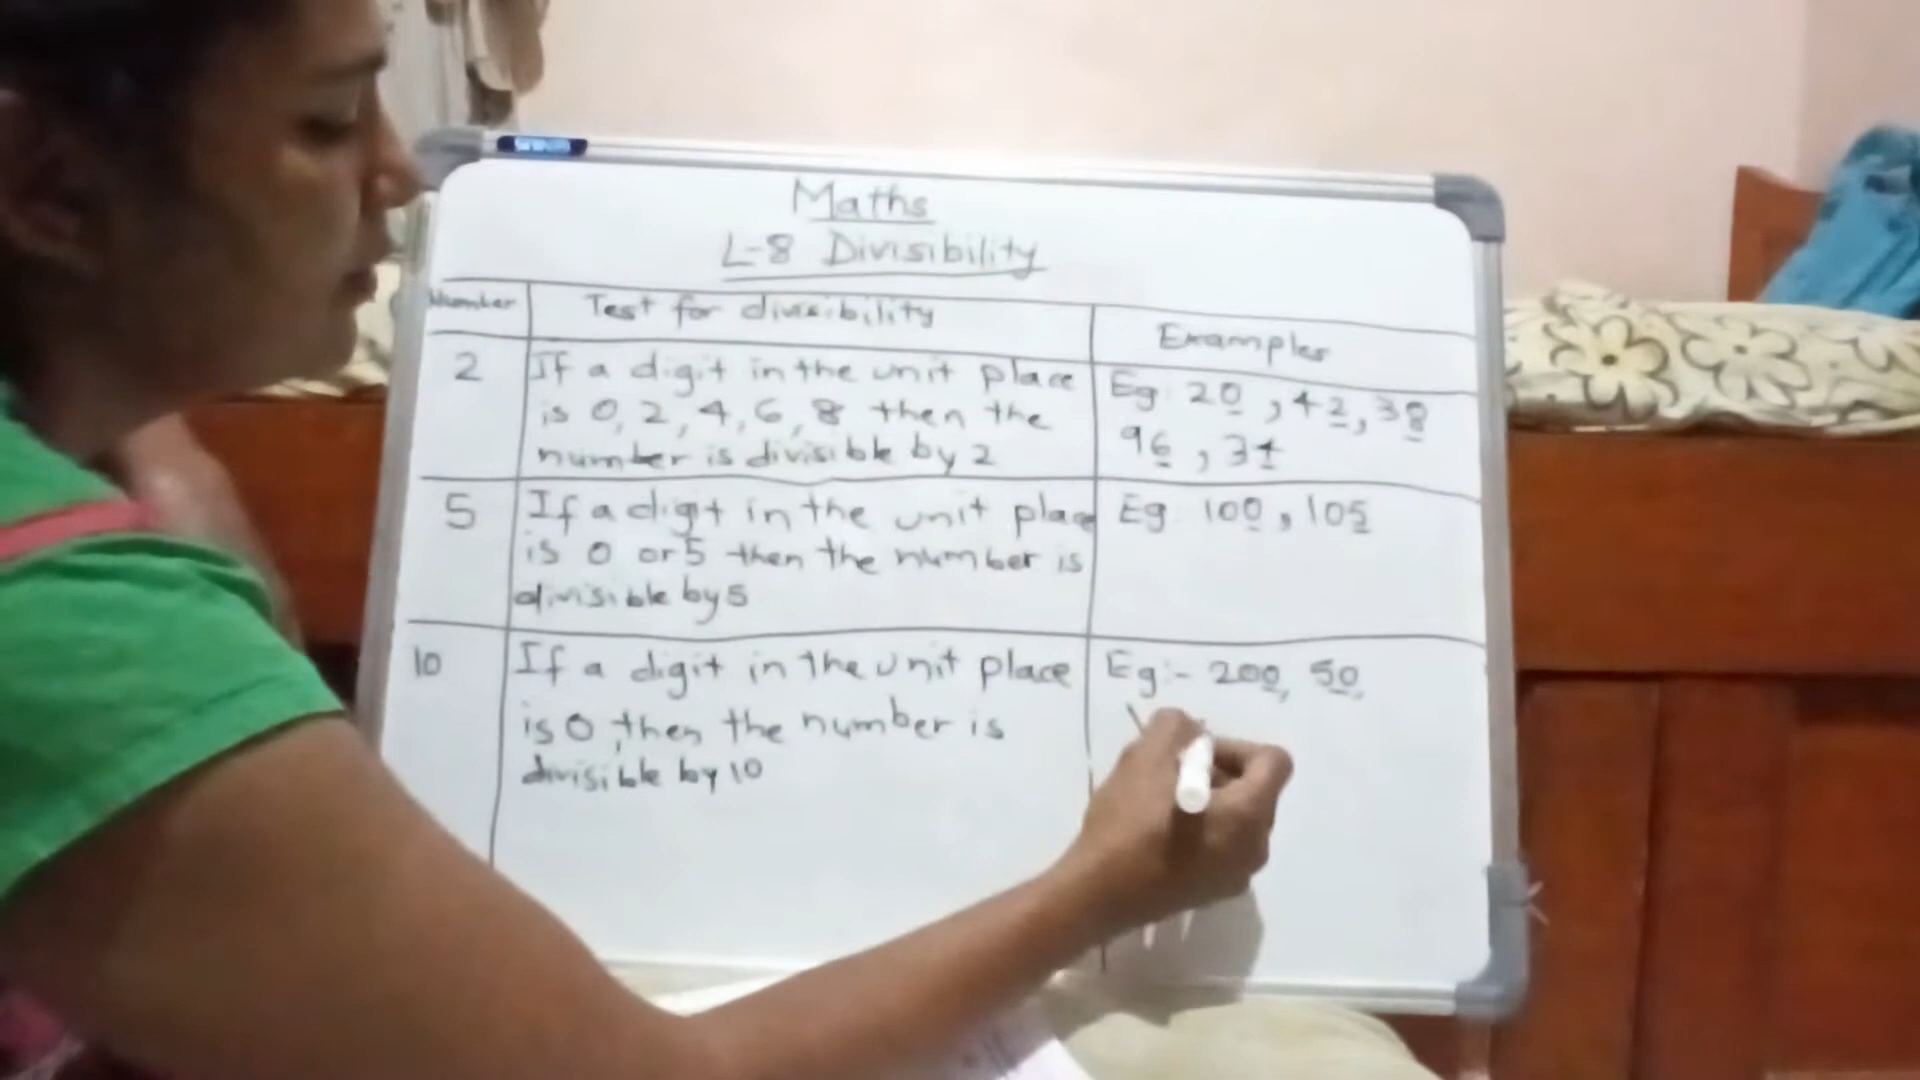 Maths
L-8 Divisibility
Number Test for divisibility Examples
2 If a digit in the unit place Eg: 20, 42, 38
is 0, 2, 4, 6, 8 then the 96, 34
number is divisible by 2
5 If a digit in the unit place Eg 100, 105
is 0 or 5 then the number is
divisible by 5
10 If a digit in the unit place Eg:- 200, 50,
is 0, then the number is
divisible by 10